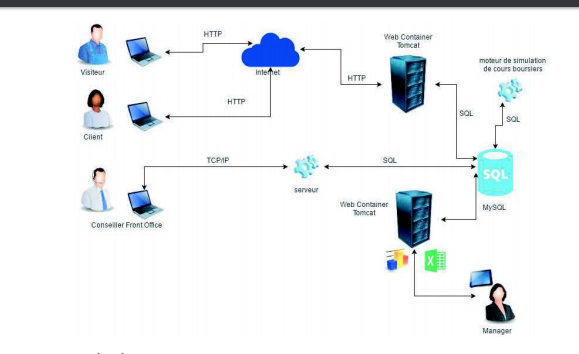 HTTP
Web Container
Tomcat
moteur de simulation
de cours boursiers
Visiteur
Internet
HTTP
HTTP
SQL
SQL
Client
TCP/IP
SQL
SQL
serveur
MySQL
Web Container
Tomcat
Conseiller Front Office
X
Manager